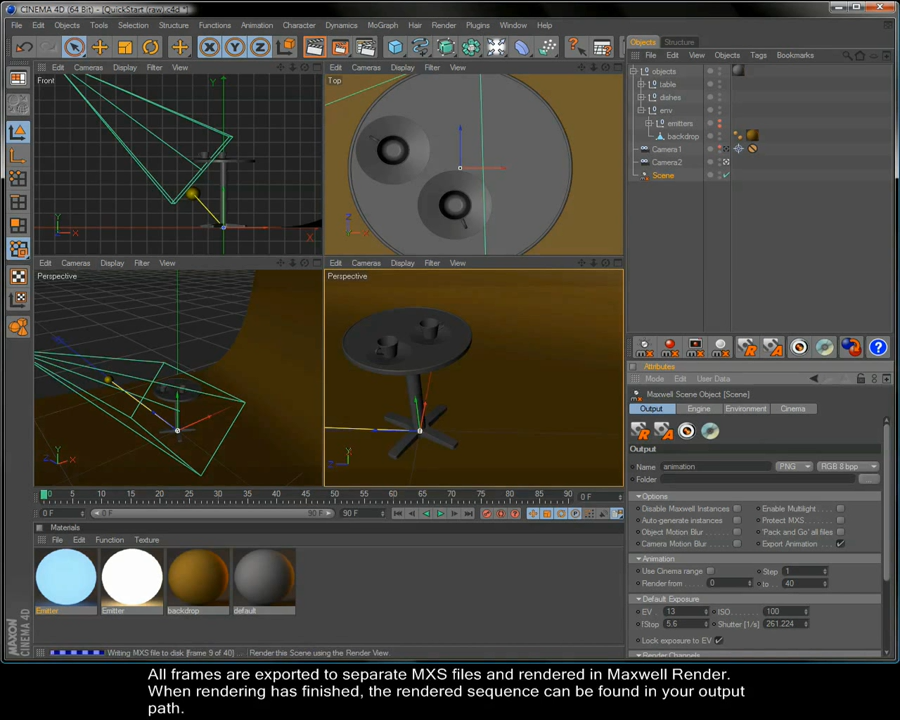 CINEMA 4D - [QuickStart (raw).c4d *]
File Edit Objects Tools Selection Structure Functions Animation Character Dynamics MoGraph Hair Render Plugins Window Help
Objects Structure
File Edit View Objects Tags Bookmarks
objects
table
dishes
env
emitters
backdrop
Camera1
Camera2
Scene
Edit Cameras Display Filter View
Front
Edit Cameras Display Filter View
Top
Edit Cameras Display Filter View
Perspective
Edit Cameras Display Filter View
Perspective
0 5 10 15 20 25 30 35 40 45 50 55 60 65 70 75 80 85 90 0 F
0 F 0 F 90 F 90 F
Materials
File Edit Function Texture
Emitter Emitter backdrop default
Writing MXS file to disk [frame 9 of 40] Render this Scene using the Render View.
MAXON CINEMA 4D
Attributes
Mode Edit User Data
Maxwell Scene Object [Scene]
Output Engine Environment Cinema
Output
Name animation PNG RGB 8 bpp
Folder ...
Options
Disable Maxwell Instances Enable Multilight
Auto-generate instances Protect MXS
Object Motion Blur 'Pack and Go' all files
Camera Motion Blur Export Animation
Animation
Use Cinema range Step 1
Render from 0 to 40
Default Exposure
EV 13 ISO 100
fStop 5.6 Shutter [1/s] 261.224
Lock exposure to EV
Render Channels
All frames are exported to separate MXS files and rendered in Maxwell Render.
When rendering has finished, the rendered sequence can be found in your output
path.